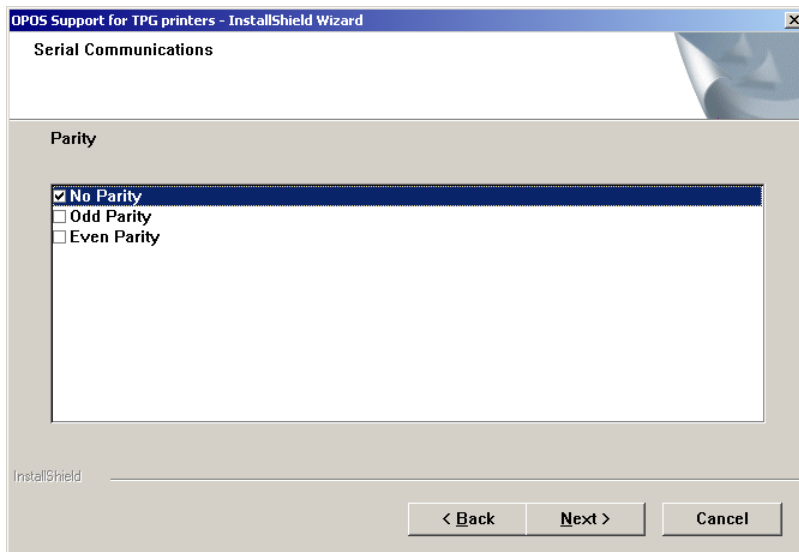 OPOS Support for TPG printers - InstallShield Wizard
Serial Communications
Parity
No Parity
Odd Parity
Even Parity
InstallShield
< Back
Next >
Cancel